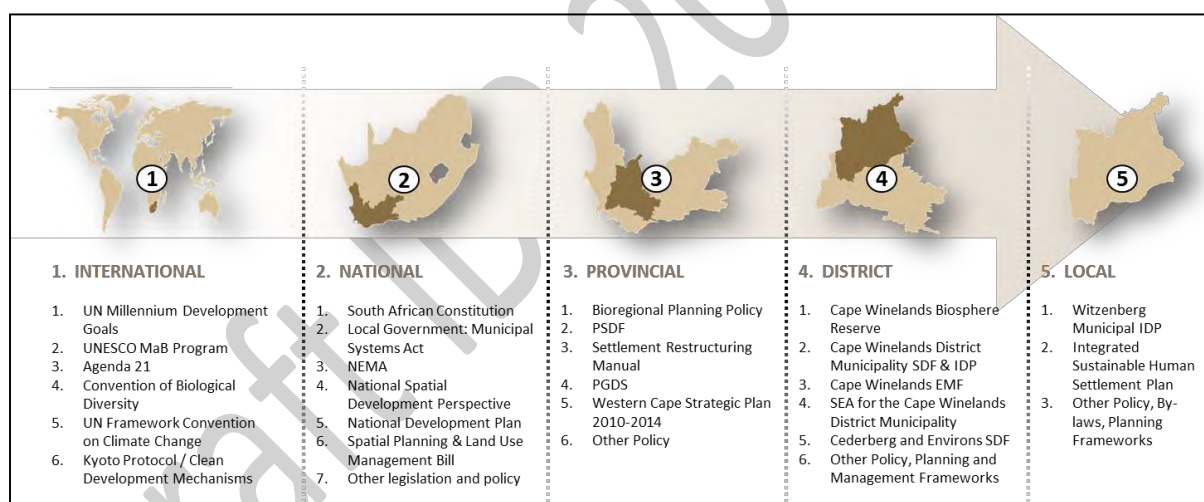 1
2
3
4
5
1. INTERNATIONAL
1. UN Millennium Development
Goals
2. UNESCO MaB Program
3. Agenda 21
4. Convention of Biological
Diversity
5. UN Framework Convention
on Climate Change
6. Kyoto Protocol / Clean
Development Mechanisms
2. NATIONAL
1. South African Constitution
2. Local Government: Municipal
Systems Act
3. NEMA
4. National Spatial
Development Perspective
5. National Development Plan
6. Spatial Planning & Land Use
Management Bill
7. Other legislation and policy
3. PROVINCIAL
1. Bioregional Planning Policy
2. PSDF
3. Settlement Restructuring
Manual
4. PGDS
5. Western Cape Strategic Plan
2010-2014
6. Other Policy
4. DISTRICT
1. Cape Winelands Biosphere
Reserve
2. Cape Winelands District
Municipality SDF & IDP
3. Cape Winelands EMF
4. SEA for the Cape Winelands
District Municipality
5. Cederberg and Environs SDF
6. Other Policy, Planning and
Management Frameworks
5. LOCAL
1. Witzenberg
Municipal IDP
2. Integrated
Sustainable Human
Settlement Plan
3. Other Policy, By-
laws, Planning
Frameworks